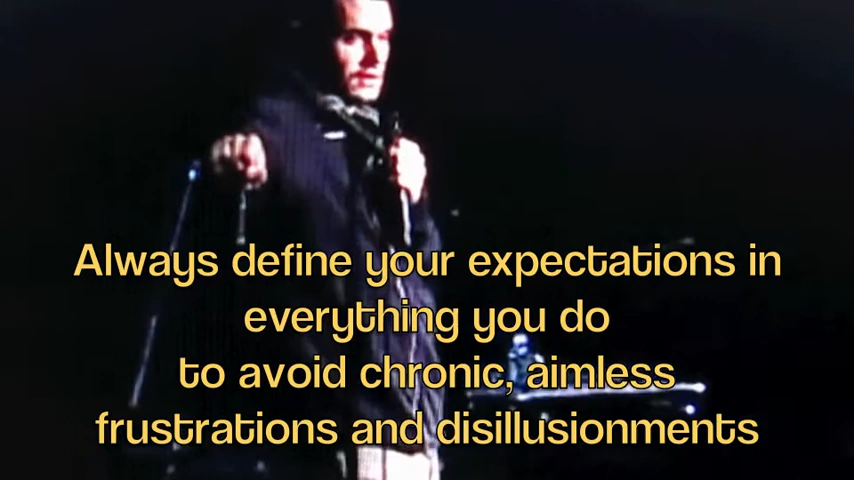 Always define your expectations in
everything you do
to avoid chronic, aimless
frustrations and disillusionments